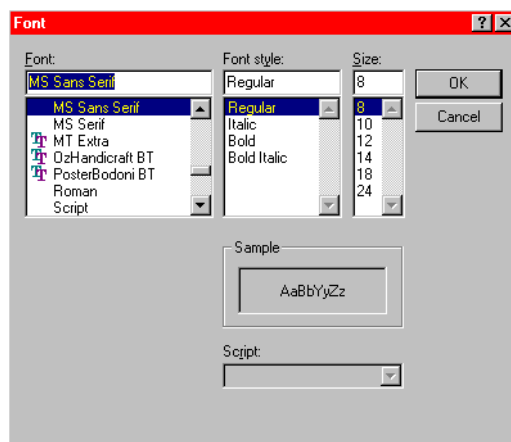 Font
Font:
MS Sans Serif
MS Sans Serif
MS Serif
MT Extra
OzHandicraft BT
PosterBodoni BT
Roman
Script
Font style:
Regular
Regular
Italic
Bold
Bold Italic
Size:
8
8
10
12
14
18
24
OK
Cancel
Sample
AaBbYyZz
Script: